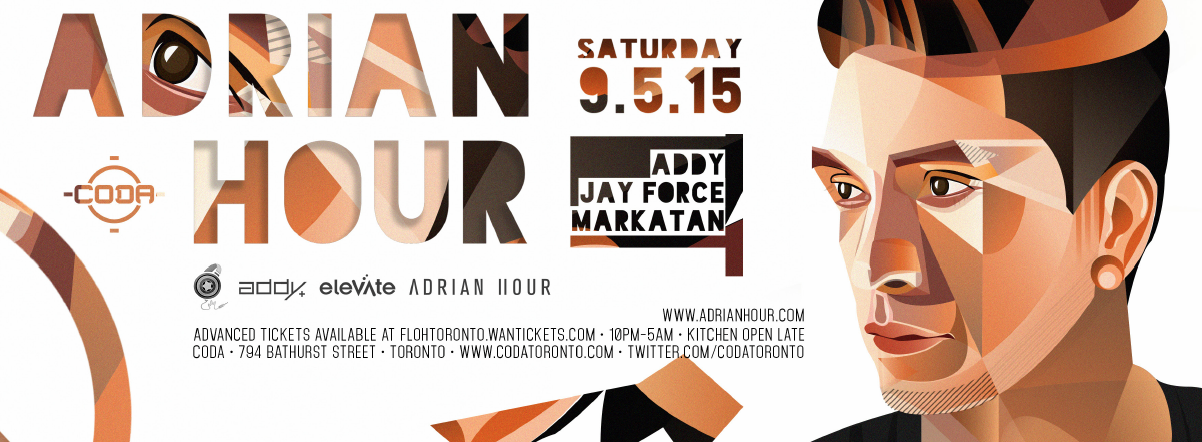 ADRIAN
HOUR
SATURDAY
9.5.15
ADDY
JAY FORCE
MARKATAN
-CODA-
addy+ elevate ADRIAN HOUR
WWW.ADRIANHOUR.COM
ADVANCED TICKETS AVAILABLE AT FLOHTORONTO.WANTICKETS.COM · 10PM-5AM · KITCHEN OPEN LATE
CODA · 794 BATHURST STREET · TORONTO · WWW.CODATORONTO.COM · TWITTER.COM/CODATORONTO